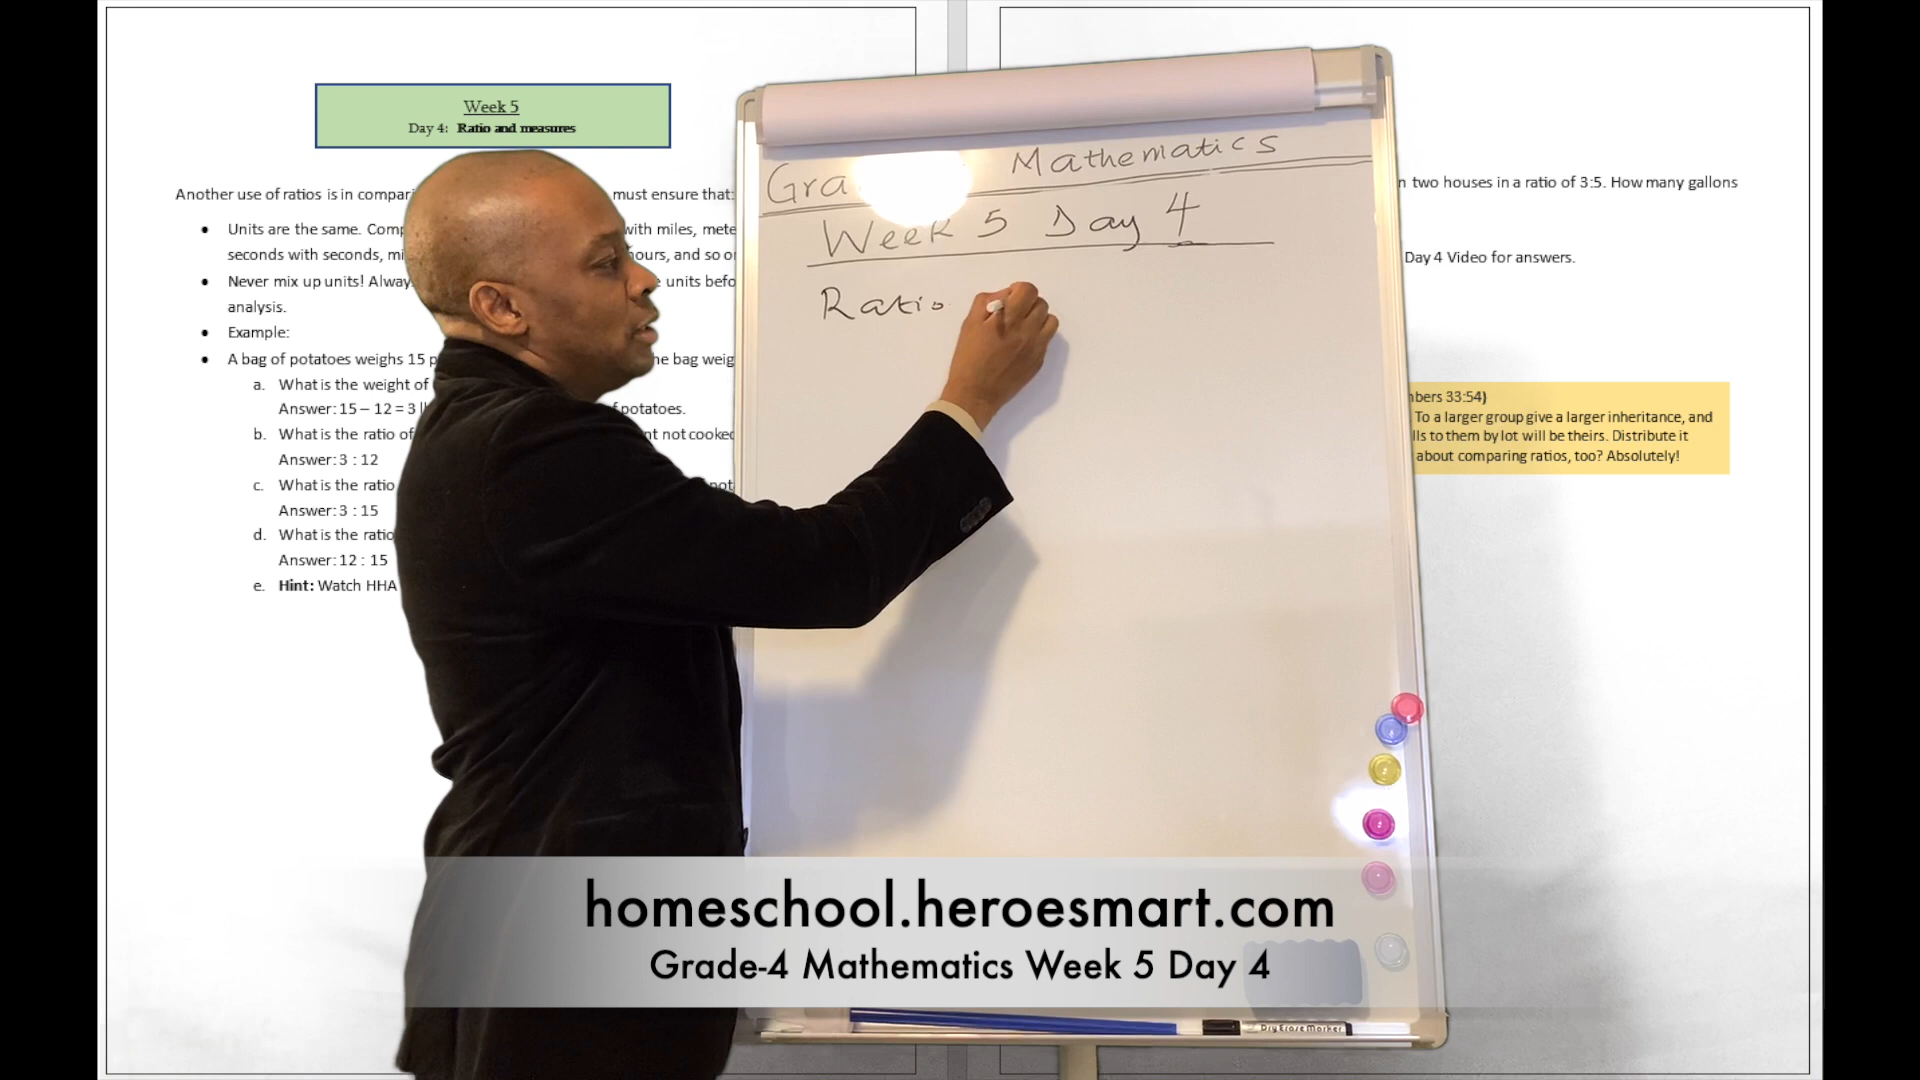 Week 5
Day 4: Ratio and measures
Another use of ratios is in compari
must ensure that:
Units are the same. Comp
with miles, mete
seconds with seconds, mi
hours, and so o
Never mix up units! Alway
units befo
analysis.
Example:
A bag of potatoes weighs 15 p
he bag weig
a. What is the weight of
Answer: 15 – 12 = 3 l
f potatoes.
b. What is the ratio of
nt not cooked
Answer: 3 : 12
c. What is the ratio
pot
Answer: 3 : 15
d. What is the ratio
Answer: 12 : 15
e. Hint: Watch HHA
Gra Mathematics
Week 5 Day 4
Ratio
n two houses in a ratio of 3:5. How many gallons
Day 4 Video for answers.
bers 33:54)
To a larger group give a larger inheritance, and
lls to them by lot will be theirs. Distribute it
about comparing ratios, too? Absolutely!
homeschool.heroesmart.com
Grade-4 Mathematics Week 5 Day 4
Dry Erase Marker